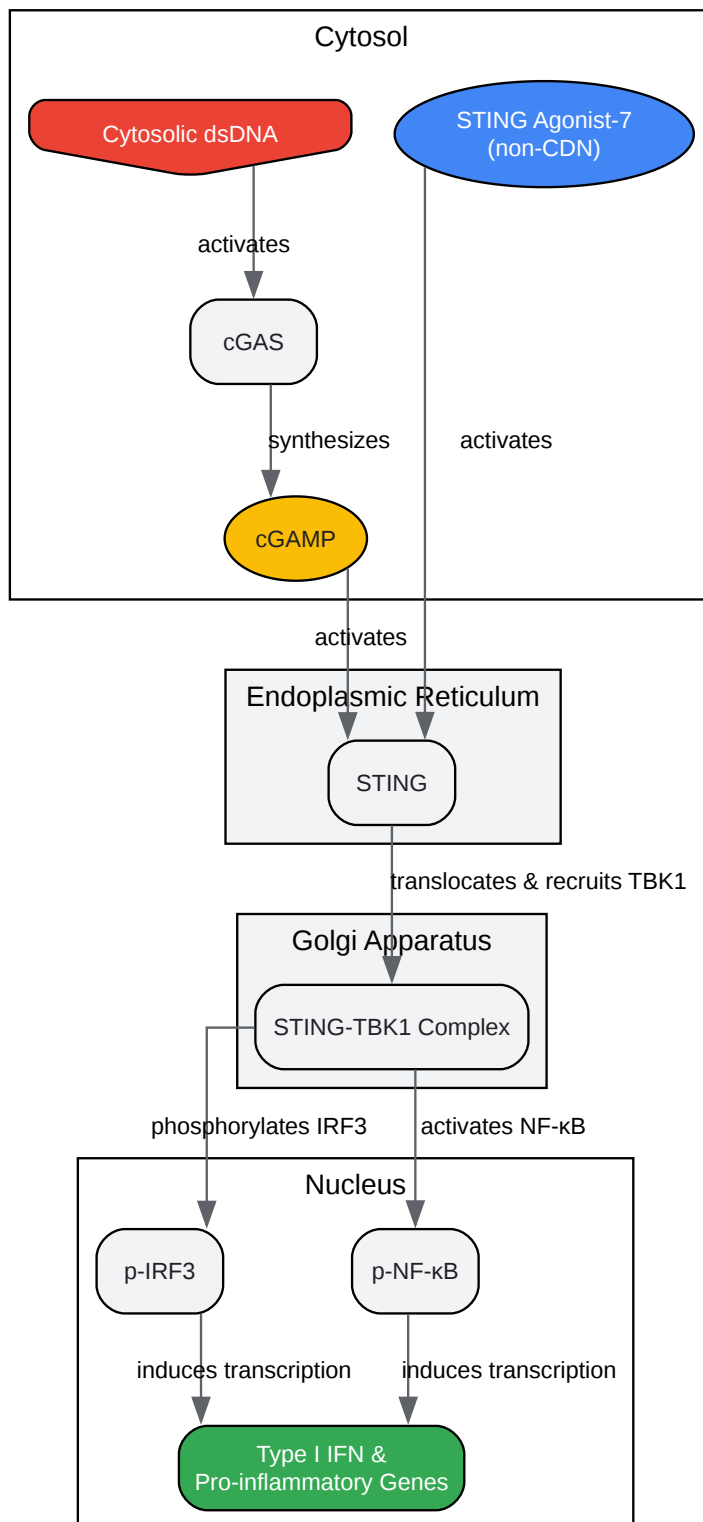 Cytosol
Cytosolic dsDNA
STING Agonist-7
(non-CDN)
activates
cGAS
synthesizes
activates
cGAMP
activates
Endoplasmic Reticulum
STING
translocates & recruits TBK1
Golgi Apparatus
STING-TBK1 Complex
phosphorylates IRF3
activates NF-κB
Nucleus
p-IRF3
p-NF-κB
induces transcription
induces transcription
Type I IFN &
Pro-inflammatory Genes